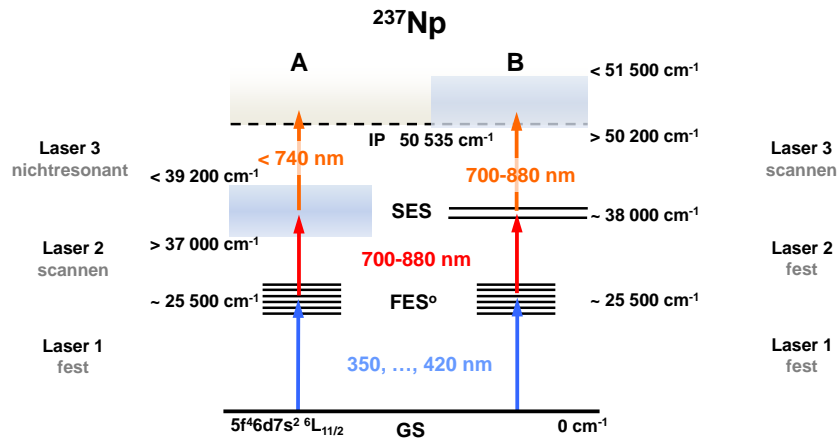 ²³⁷Np
A
B
< 51 500 cm⁻¹
IP 50 535 cm⁻¹
> 50 200 cm⁻¹
Laser 3
nichtresonant
< 740 nm
700-880 nm
Laser 3
scannen
< 39 200 cm⁻¹
SES
~ 38 000 cm⁻¹
> 37 000 cm⁻¹
Laser 2
scannen
700-880 nm
Laser 2
fest
~ 25 500 cm⁻¹
FESᵒ
~ 25 500 cm⁻¹
Laser 1
fest
350, …, 420 nm
Laser 1
fest
5f⁴6d7s² ⁶L₁₁/₂
GS
0 cm⁻¹